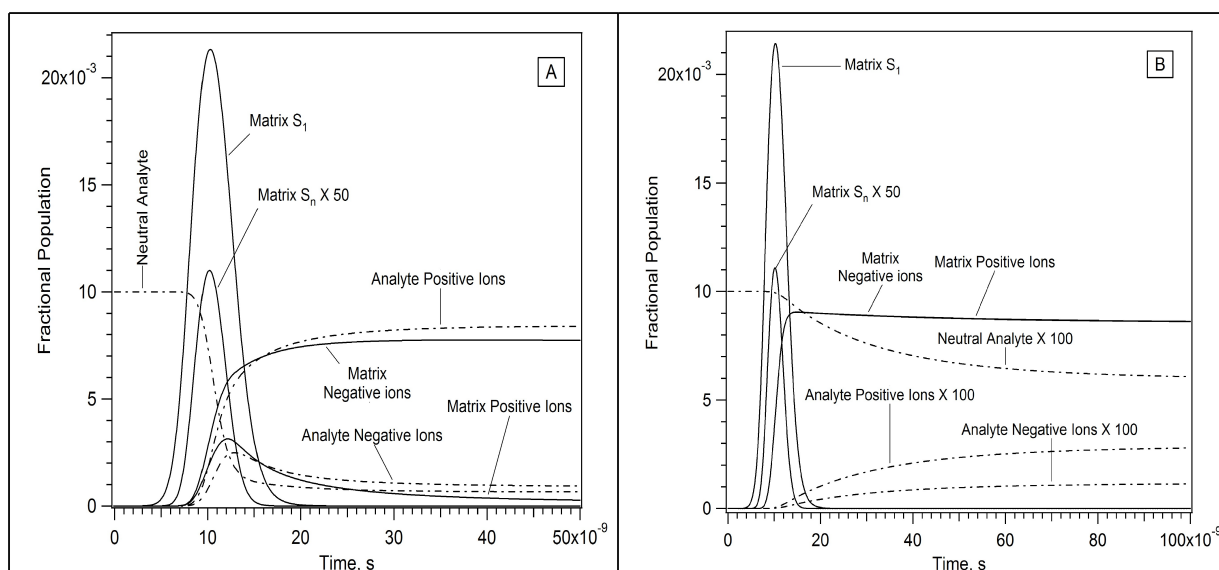 A
20x10-3
15
10
5
0
Fractional Population
Neutral Analyte
Matrix S1
Matrix Sn X 50
Analyte Positive Ions
Matrix
Negative ions
Matrix Positive Ions
Analyte Negative Ions
0
10
20
30
40
50x10-9
Time, s
B
20x10-3
15
10
5
0
Fractional Population
Matrix S1
Matrix Sn X 50
Matrix
Negative ions
Matrix Positive Ions
Neutral Analyte X 100
Analyte Positive Ions X 100
Analyte Negative Ions X 100
0
20
40
60
80
100x10-9
Time, s